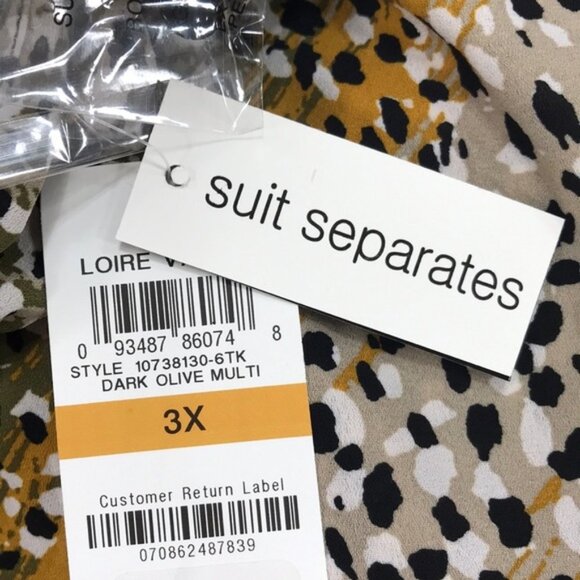 suit separates
LOIRE
0 93487 86074 8
STYLE 10738130-6TK
DARK OLIVE MULTI
3X
Customer Return Label
070862487839